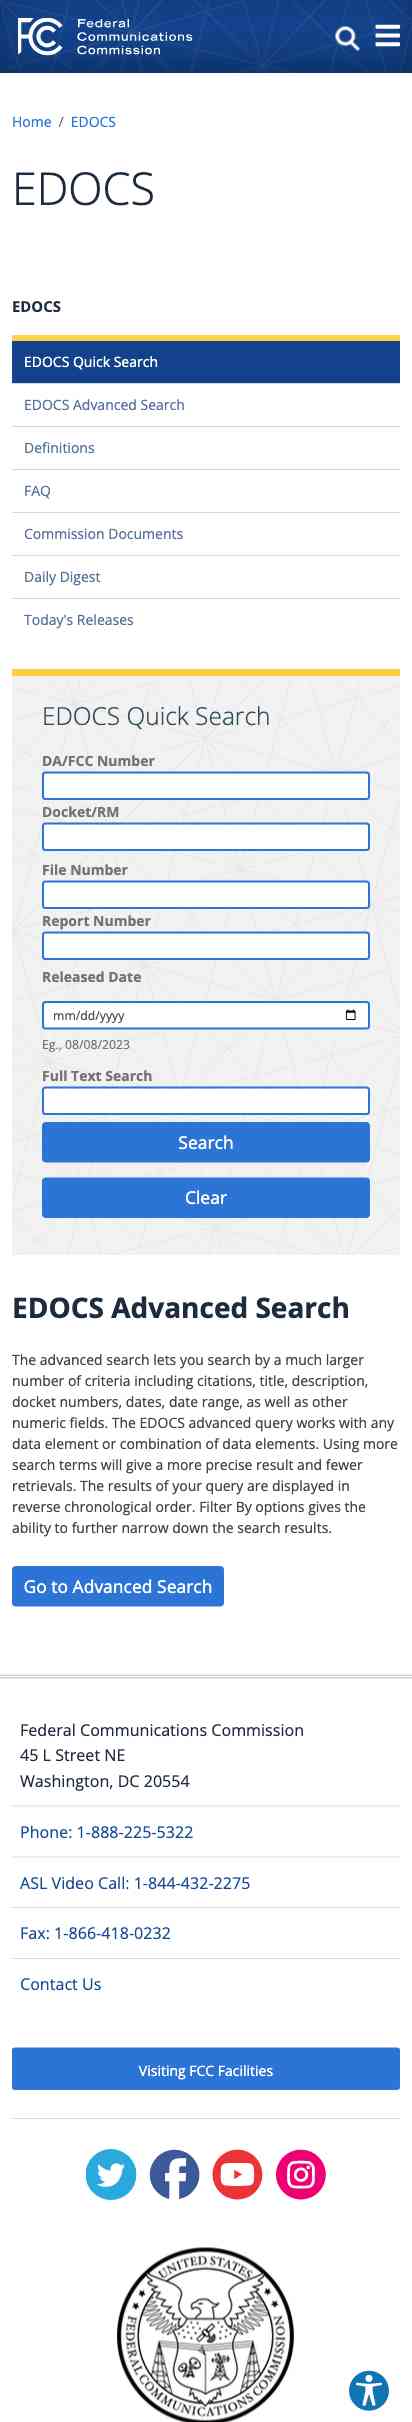 FCC
Federal
Communications
Commission
Home / EDOCS
EDOCS
EDOCS
EDOCS Quick Search
EDOCS Advanced Search
Definitions
FAQ
Commission Documents
Daily Digest
Today's Releases
EDOCS Quick Search
DA/FCC Number
Docket/RM
File Number
Report Number
Released Date
mm/dd/yyyy
Eg., 08/08/2023
Full Text Search
Search
Clear
EDOCS Advanced Search
The advanced search lets you search by a much larger
number of criteria including citations, title, description,
docket numbers, dates, date range, as well as other
numeric fields. The EDOCS advanced query works with any
data element or combination of data elements. Using more
search terms will give a more precise result and fewer
retrievals. The results of your query are displayed in
reverse chronological order. Filter By options gives the
ability to further narrow down the search results.
Go to Advanced Search
Federal Communications Commission
45 L Street NE
Washington, DC 20554
Phone: 1-888-225-5322
ASL Video Call: 1-844-432-2275
Fax: 1-866-418-0232
Contact Us
Visiting FCC Facilities
UNITED STATES
FEDERAL COMMUNICATIONS COMMISSION